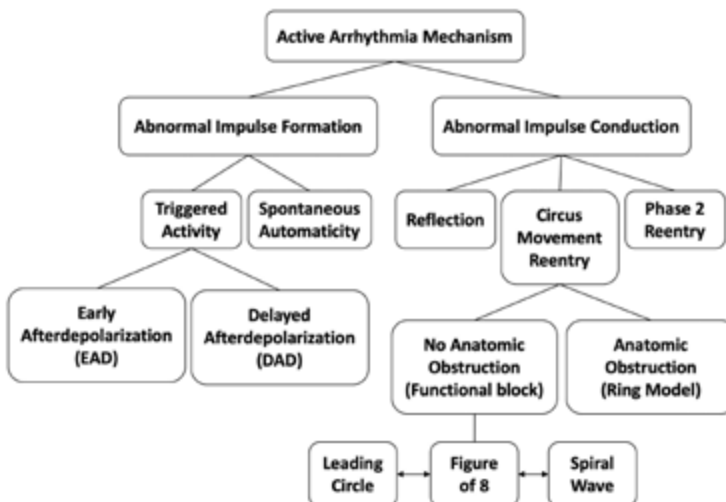 Active Arrhythmia Mechanism
Abnormal Impulse Formation
Abnormal Impulse Conduction
Triggered
Activity
Spontaneous
Automaticity
Reflection
Circus
Movement
Reentry
Phase 2
Reentry
Early
Afterdepolarization
(EAD)
Delayed
Afterdepolarization
(DAD)
No Anatomic
Obstruction
(Functional block)
Anatomic
Obstruction
(Ring Model)
Leading
Circle
Figure
of 8
Spiral
Wave